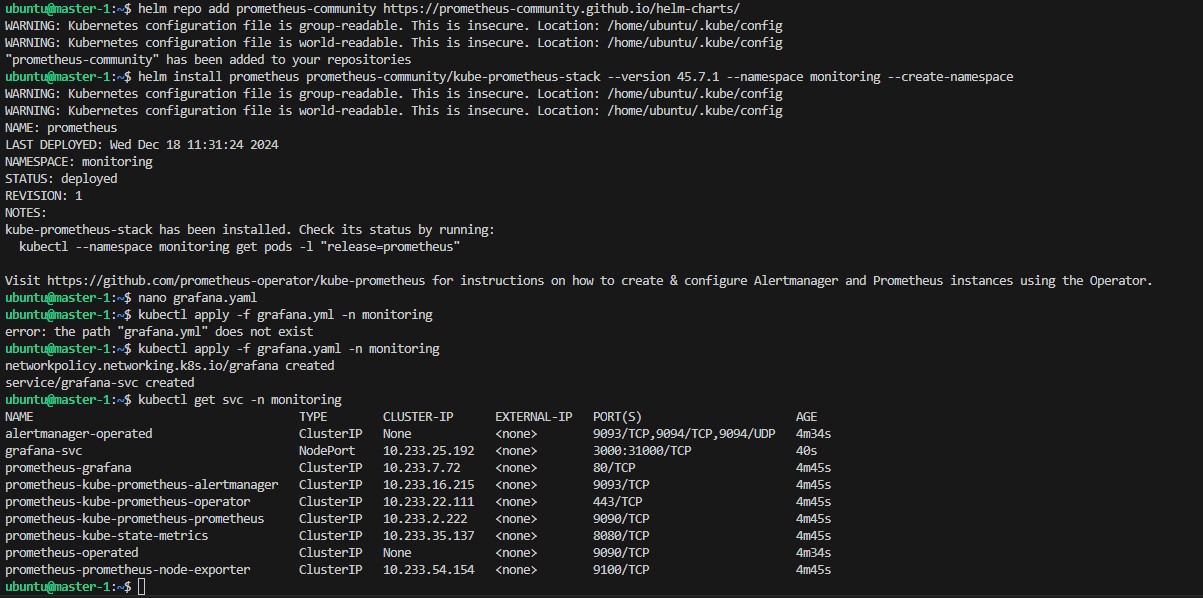 ubuntu@master-1:~$ helm repo add prometheus-community https://prometheus-community.github.io/helm-charts/
WARNING: Kubernetes configuration file is group-readable. This is insecure. Location: /home/ubuntu/.kube/config
WARNING: Kubernetes configuration file is world-readable. This is insecure. Location: /home/ubuntu/.kube/config
"prometheus-community" has been added to your repositories
ubuntu@master-1:~$ helm install prometheus prometheus-community/kube-prometheus-stack --version 45.7.1 --namespace monitoring --create-namespace
WARNING: Kubernetes configuration file is group-readable. This is insecure. Location: /home/ubuntu/.kube/config
WARNING: Kubernetes configuration file is world-readable. This is insecure. Location: /home/ubuntu/.kube/config
NAME: prometheus
LAST DEPLOYED: Wed Dec 18 11:31:24 2024
NAMESPACE: monitoring
STATUS: deployed
REVISION: 1
NOTES:
kube-prometheus-stack has been installed. Check its status by running:
  kubectl --namespace monitoring get pods -l "release=prometheus"

Visit https://github.com/prometheus-operator/kube-prometheus for instructions on how to create & configure Alertmanager and Prometheus instances using the Operator.
ubuntu@master-1:~$ nano grafana.yaml
ubuntu@master-1:~$ kubectl apply -f grafana.yml -n monitoring
error: the path "grafana.yml" does not exist
ubuntu@master-1:~$ kubectl apply -f grafana.yaml -n monitoring
networkpolicy.networking.k8s.io/grafana created
service/grafana-svc created
ubuntu@master-1:~$ kubectl get svc -n monitoring
NAME                                      TYPE        CLUSTER-IP      EXTERNAL-IP   PORT(S)                      AGE
alertmanager-operated                     ClusterIP   None            <none>        9093/TCP,9094/TCP,9094/UDP   4m34s
grafana-svc                               NodePort    10.233.25.192   <none>        3000:31000/TCP               40s
prometheus-grafana                        ClusterIP   10.233.7.72     <none>        80/TCP                       4m45s
prometheus-kube-prometheus-alertmanager   ClusterIP   10.233.16.215   <none>        9093/TCP                     4m45s
prometheus-kube-prometheus-operator       ClusterIP   10.233.22.111   <none>        443/TCP                      4m45s
prometheus-kube-prometheus-prometheus     ClusterIP   10.233.2.222    <none>        9090/TCP                     4m45s
prometheus-kube-state-metrics             ClusterIP   10.233.35.137   <none>        8080/TCP                     4m45s
prometheus-operated                       ClusterIP   None            <none>        9090/TCP                     4m34s
prometheus-prometheus-node-exporter       ClusterIP   10.233.54.154   <none>        9100/TCP                     4m45s
ubuntu@master-1:~$